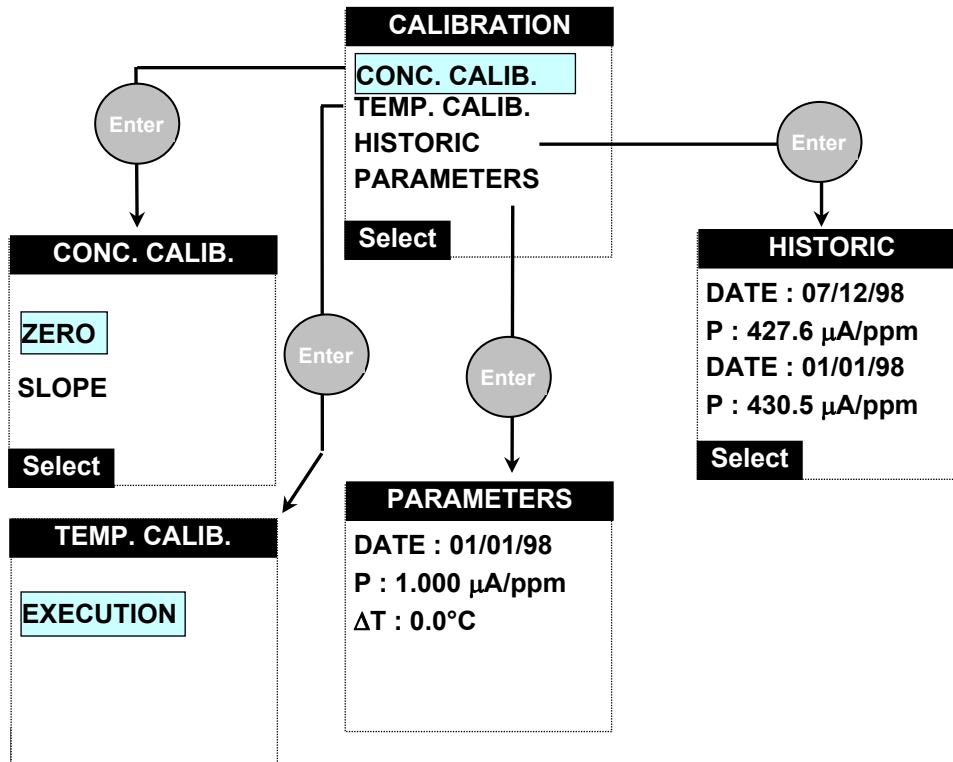 CALIBRATION
CONC. CALIB.
TEMP. CALIB.
HISTORIC
PARAMETERS
Select
Enter
Enter
Enter
Enter
CONC. CALIB.
ZERO
SLOPE
Select
HISTORIC
DATE : 07/12/98
P : 427.6 μA/ppm
DATE : 01/01/98
P : 430.5 μA/ppm
Select
TEMP. CALIB.
EXECUTION
PARAMETERS
DATE : 01/01/98
P : 1.000 μA/ppm
ΔT : 0.0°C